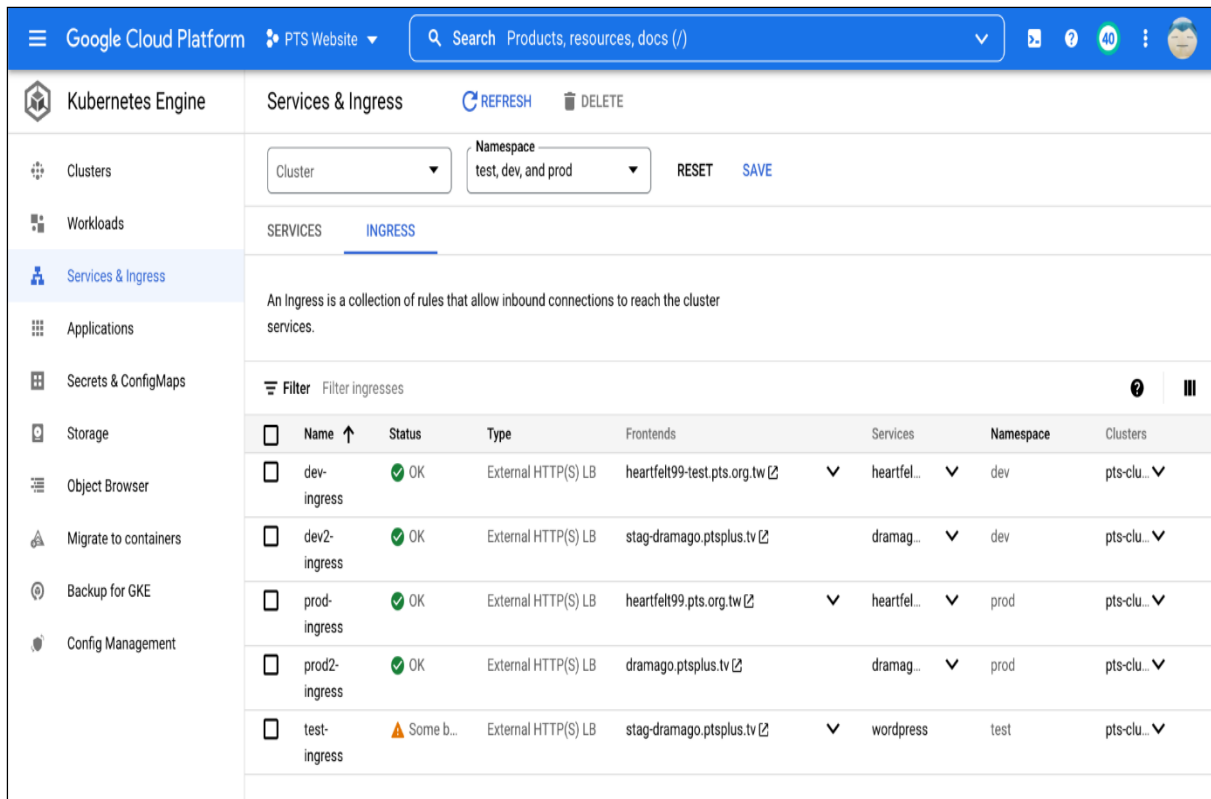 Google Cloud Platform PTS Website Search Products, resources, docs (/) 40
Kubernetes Engine
Services & Ingress REFRESH DELETE
Clusters
Workloads
Services & Ingress
Applications
Secrets & ConfigMaps
Storage
Object Browser
Migrate to containers
Backup for GKE
Config Management
Cluster
Namespace
test, dev, and prod
RESET SAVE
SERVICES INGRESS
An Ingress is a collection of rules that allow inbound connections to reach the cluster
services.
Filter Filter ingresses
Name Status Type Frontends Services Namespace Clusters
dev-
ingress OK External HTTP(S) LB heartfelt99-test.pts.org.tw heartfel... dev pts-clu...
dev2-
ingress OK External HTTP(S) LB stag-dramago.ptsplus.tv dramag... dev pts-clu...
prod-
ingress OK External HTTP(S) LB heartfelt99.pts.org.tw heartfel... prod pts-clu...
prod2-
ingress OK External HTTP(S) LB dramago.ptsplus.tv dramag... prod pts-clu...
test-
ingress Some b... External HTTP(S) LB stag-dramago.ptsplus.tv wordpress test pts-clu...